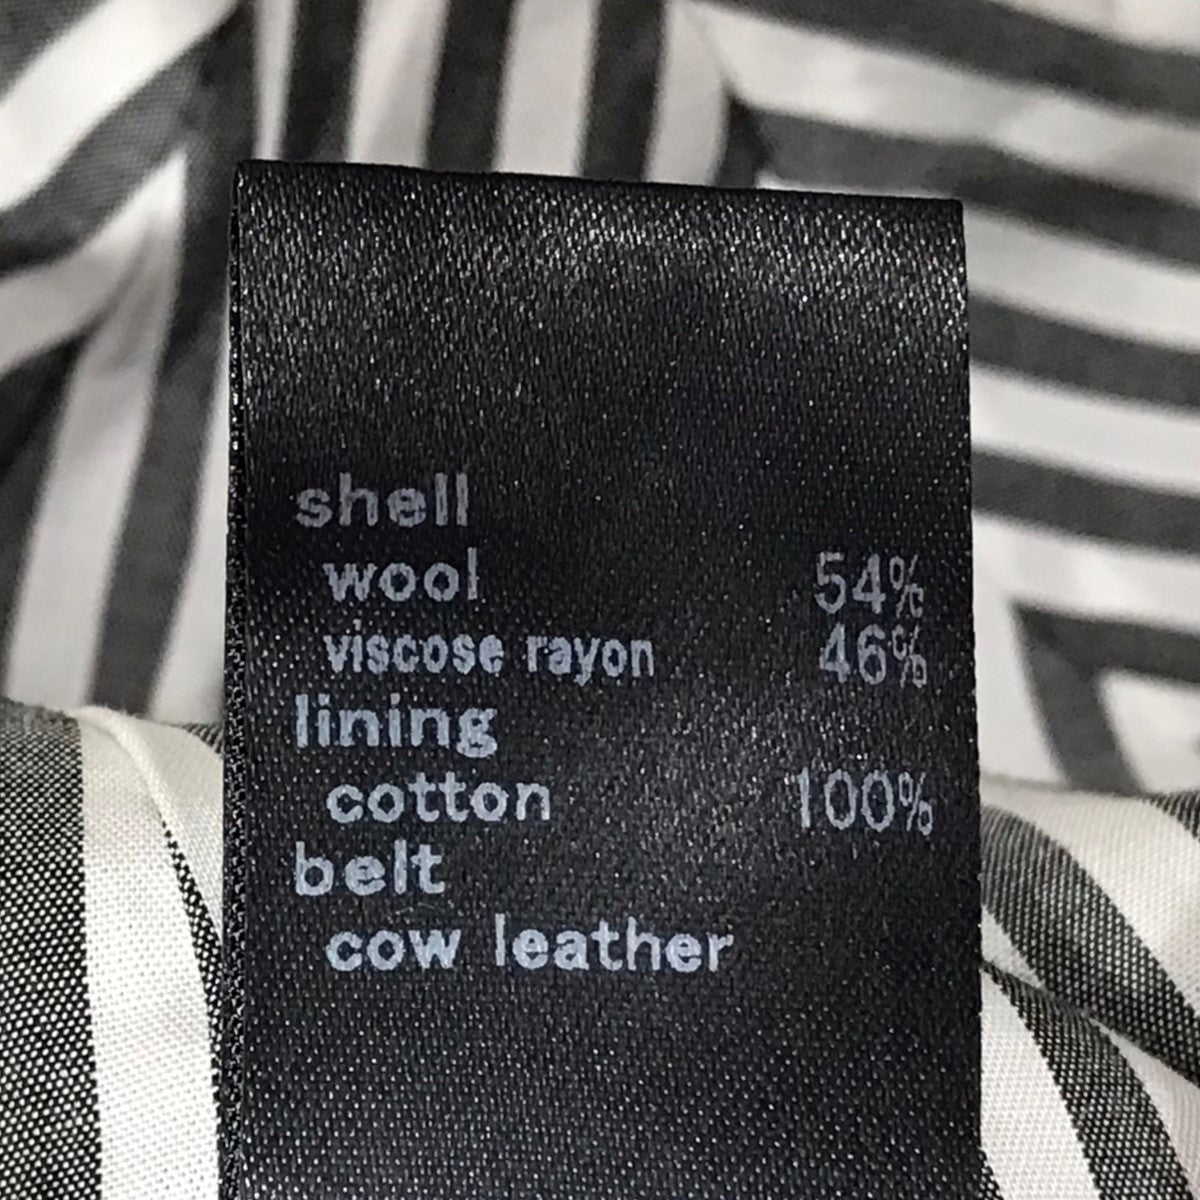 shell
wool 54%
viscose rayon 46%
lining
cotton 100%
belt
cow leather